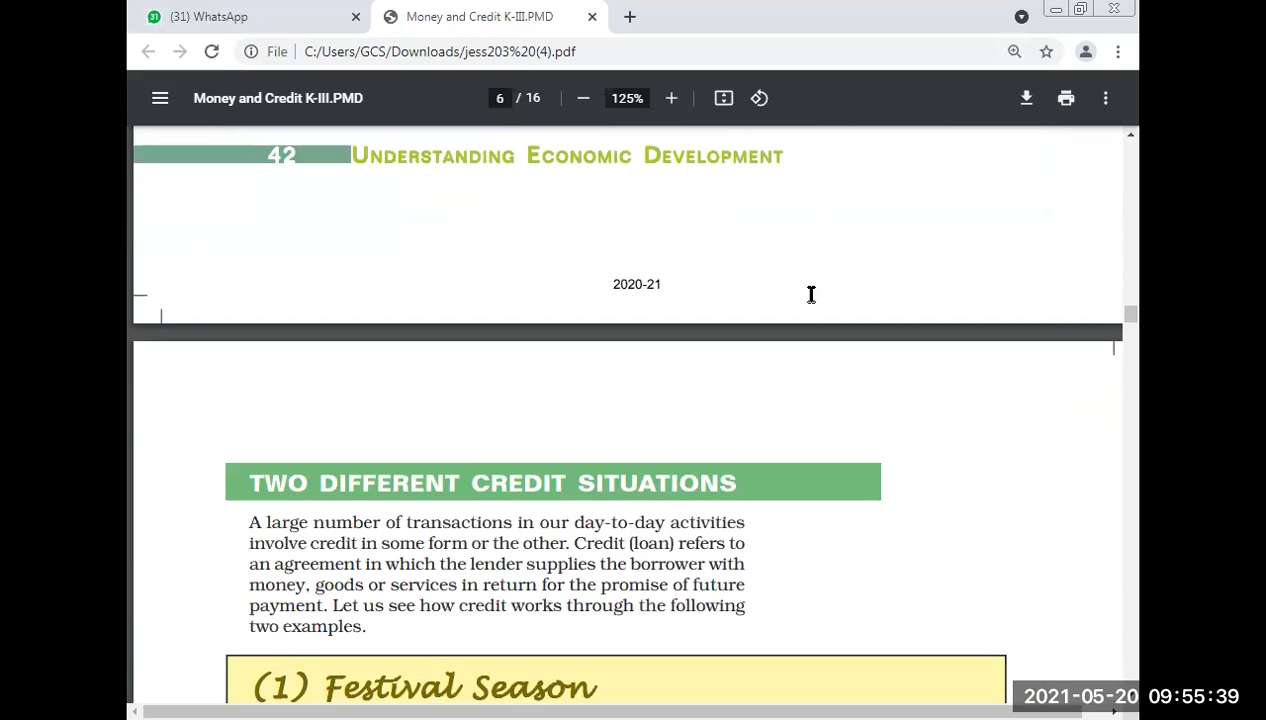 (31) WhatsApp
Money and Credit K-III.PMD
File
C:/Users/GCS/Downloads/jess203%20(4).pdf
Money and Credit K-III.PMD
6 / 16
125%
42 UNDERSTANDING ECONOMIC DEVELOPMENT
2020-21
TWO DIFFERENT CREDIT SITUATIONS
A large number of transactions in our day-to-day activities
involve credit in some form or the other. Credit (loan) refers to
an agreement in which the lender supplies the borrower with
money, goods or services in return for the promise of future
payment. Let us see how credit works through the following
two examples.
(1) Festival Season
2021-05-20 09:55:39